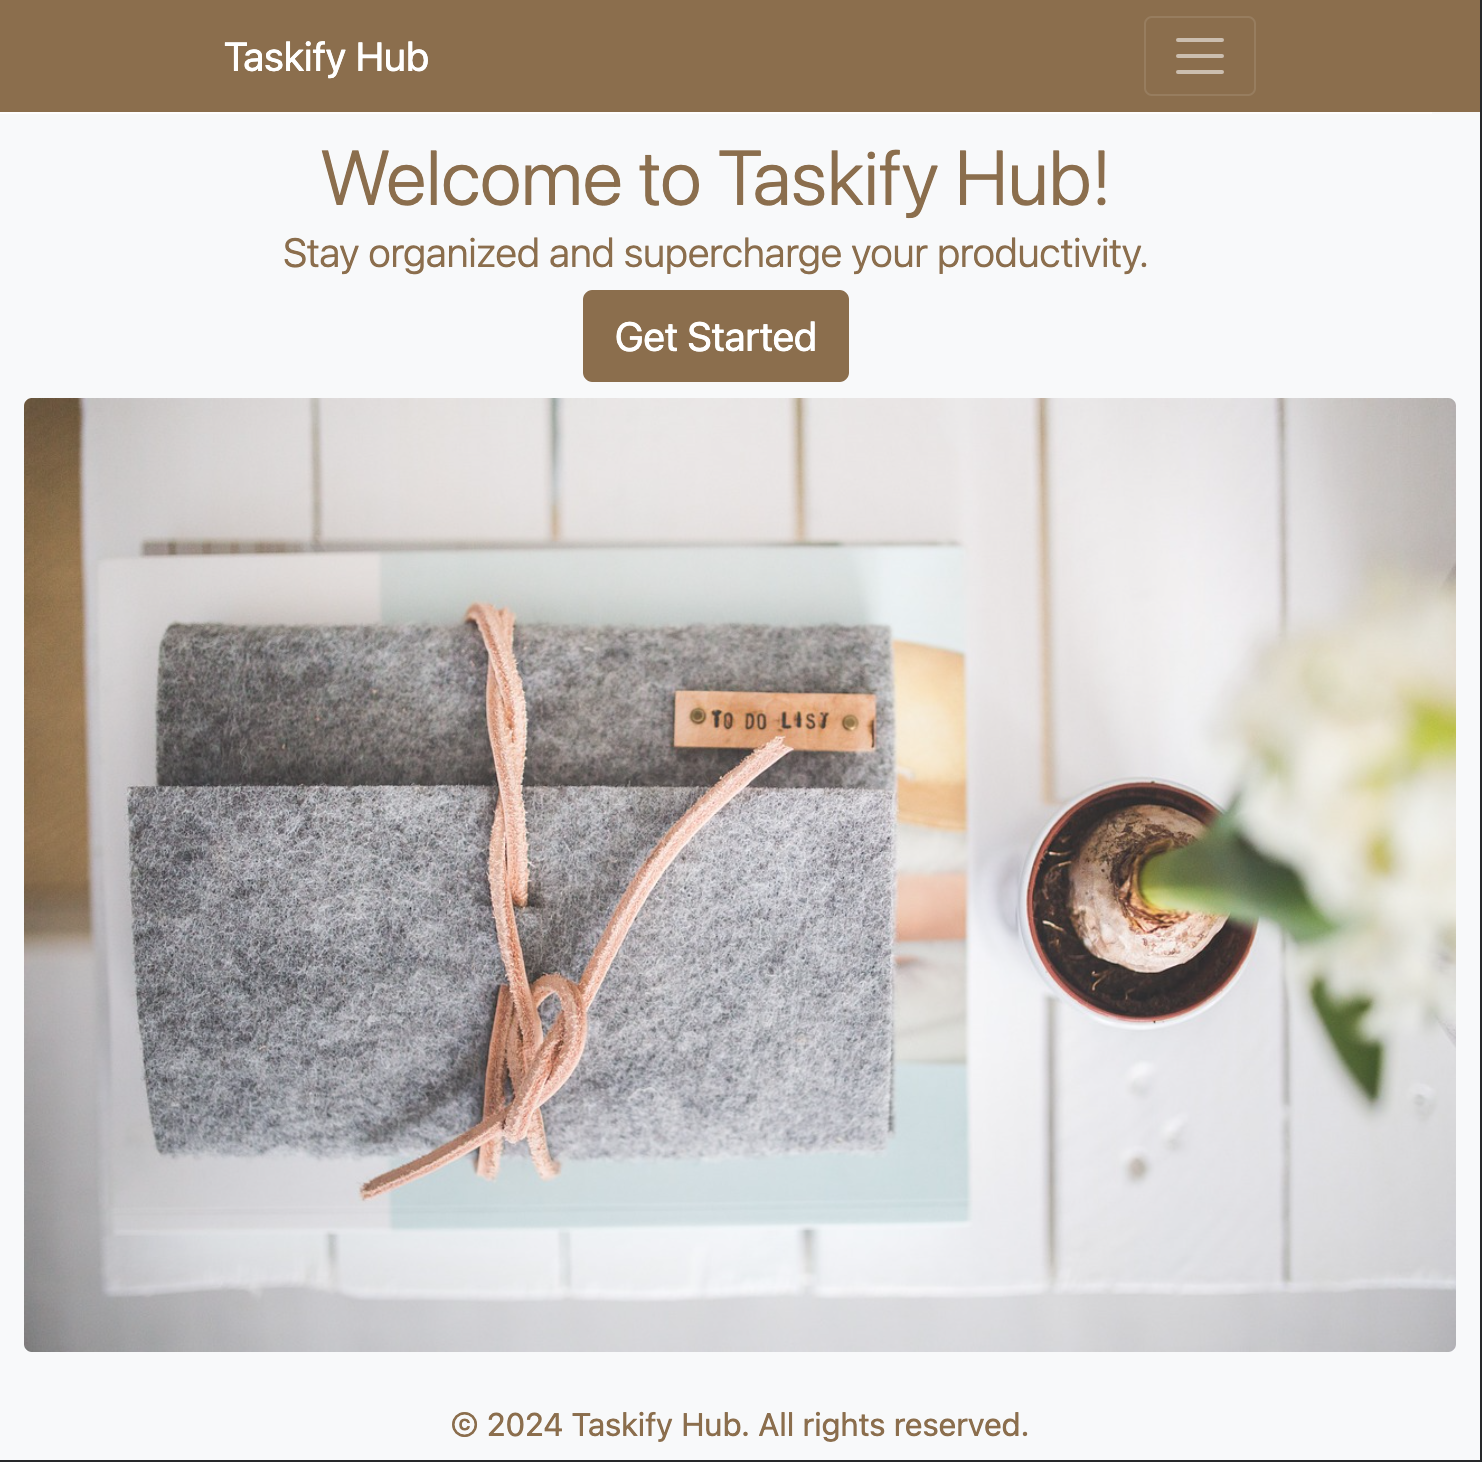 Taskify Hub
Welcome to Taskify Hub!
Stay organized and supercharge your productivity.
Get Started
TO DO LIST
© 2024 Taskify Hub. All rights reserved.